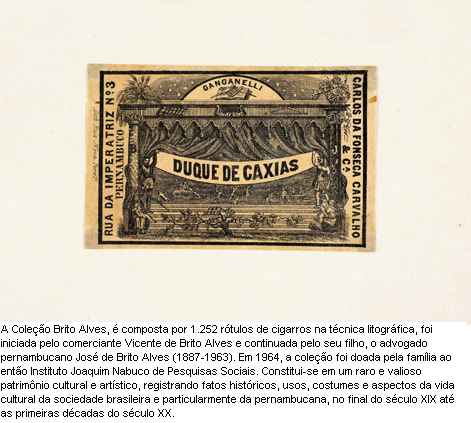 GANGANELLI
RUA DA IMPERATRIZ Nº 3
PERNAMBUCO
DUQUE DE CAXIAS
CARLOS DA FONSECA CARVALHO
& Cª
A Coleção Brito Alves, é composta por 1.252 rótulos de cigarros na técnica litográfica, foi
iniciada pelo comerciante Vicente de Brito Alves e continuada pelo seu filho, o advogado
pernambucano José de Brito Alves (1887-1963). Em 1964, a coleção foi doada pela família ao
então Instituto Joaquim Nabuco de Pesquisas Sociais. Constitui-se em um raro e valioso
patrimônio cultural e artístico, registrando fatos históricos, usos, costumes e aspectos da vida
cultural da sociedade brasileira e particularmente da pernambucana, no final do século XIX até
as primeiras décadas do século XX.